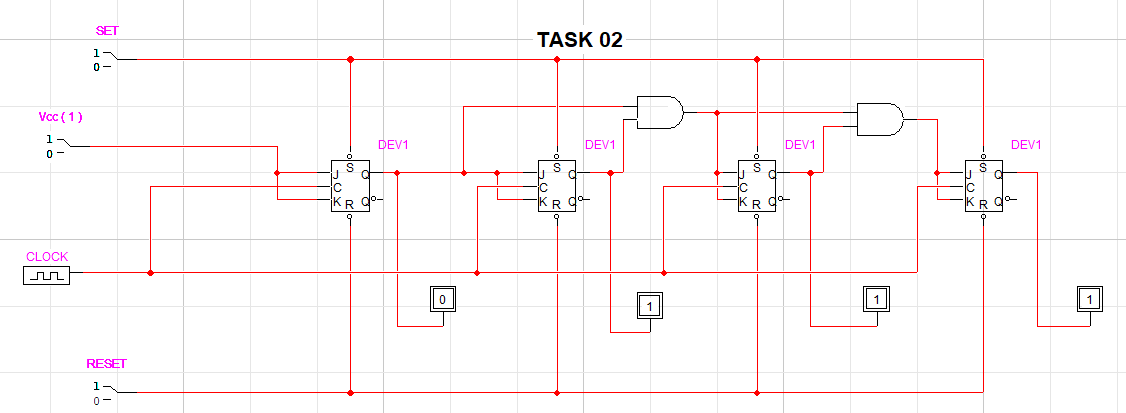 SET
TASK 02
1
0
Vcc(1)
1
0
DEV1 DEV1 DEV1 DEV1
S S S S
J Q J Q J Q J Q
C C C C
K R Q K R Q K R Q K R Q
CLOCK
0 1 1 1
RESET
1
0